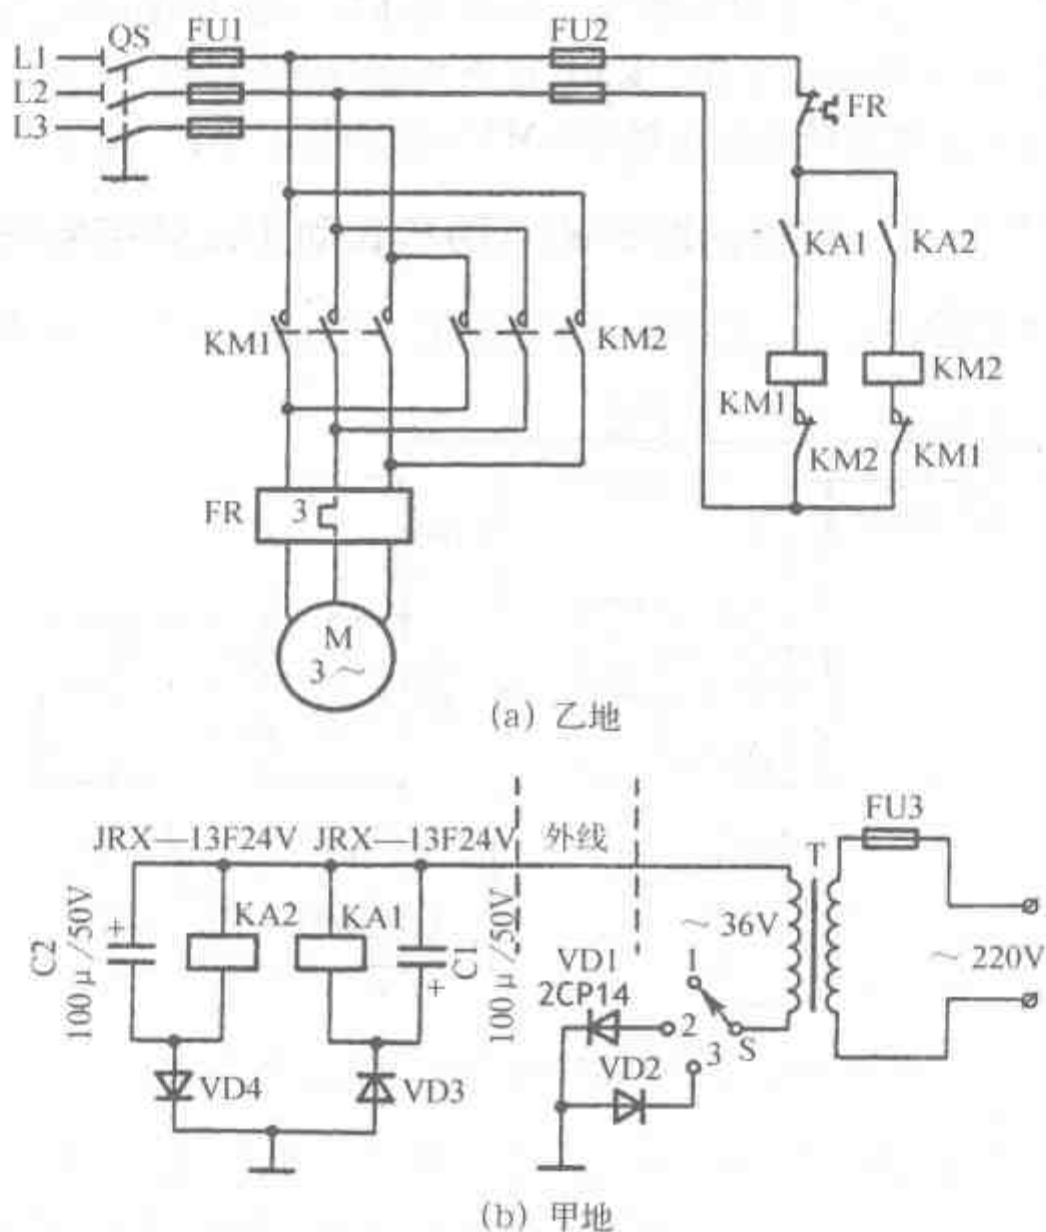 QS FU1 FU2
L1
L2
L3
FR
KA1 KA2
KM1 KM2
KM2
KM1
KM2 KM1
FR 3
M
3～
(a) 乙地
FU3
JRX—13F24V JRX—13F24V 外线
T
C2 100μ/50V
+
KA2 KA1
+
C1 100μ/50V
～36V
～220V
VD1
2CP14
1
2
3 S
VD4 VD3 VD2
(b) 甲地